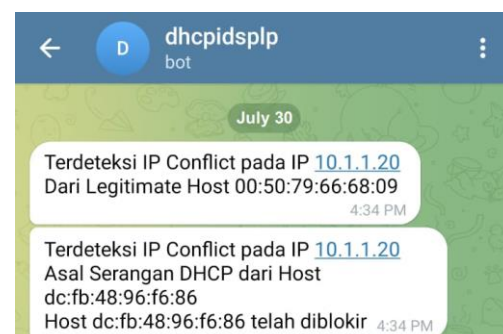 D
dhcpidsplp
bot
July 30
Terdeteksi IP Conflict pada IP 10.1.1.20
Dari Legitimate Host 00:50:79:66:68:09
4:34 PM
Terdeteksi IP Conflict pada IP 10.1.1.20
Asal Serangan DHCP dari Host
dc:fb:48:96:f6:86
Host dc:fb:48:96:f6:86 telah diblokir 4:34 PM